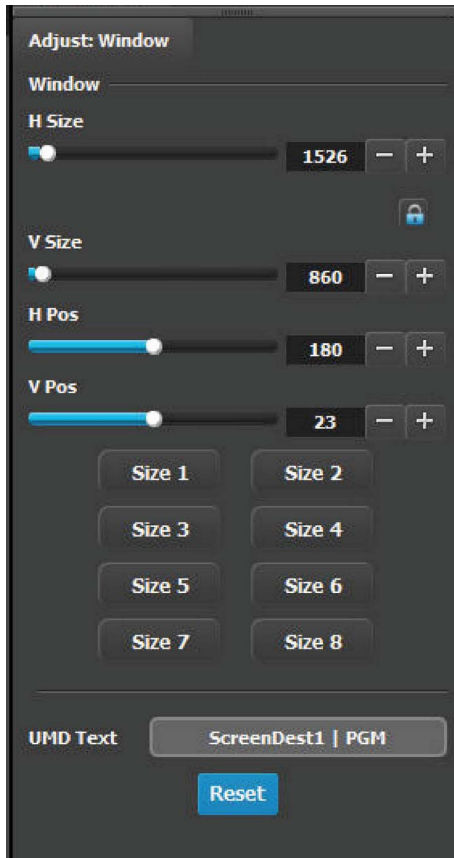 Adjust: Window
Window
H Size
1526 − +
V Size
860 − +
H Pos
180 − +
V Pos
23 − +
Size 1 Size 2
Size 3 Size 4
Size 5 Size 6
Size 7 Size 8
UMD Text ScreenDest1 | PGM
Reset